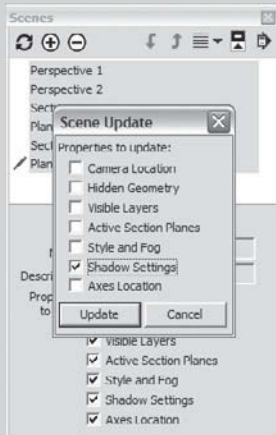 Scenes
Perspective 1
Perspective 2
Sect
Plan
Sect
Plan
Scene Update
Properties to update:
Camera Location
Hidden Geometry
Visible Layers
Active Section Planes
Style and Fog
Shadow Settings
Axes Location
Update
Cancel
N
Descri
Prop
to
Visible Layers
Active Section Planes
Style and Fog
Shadow Settings
Axes Location